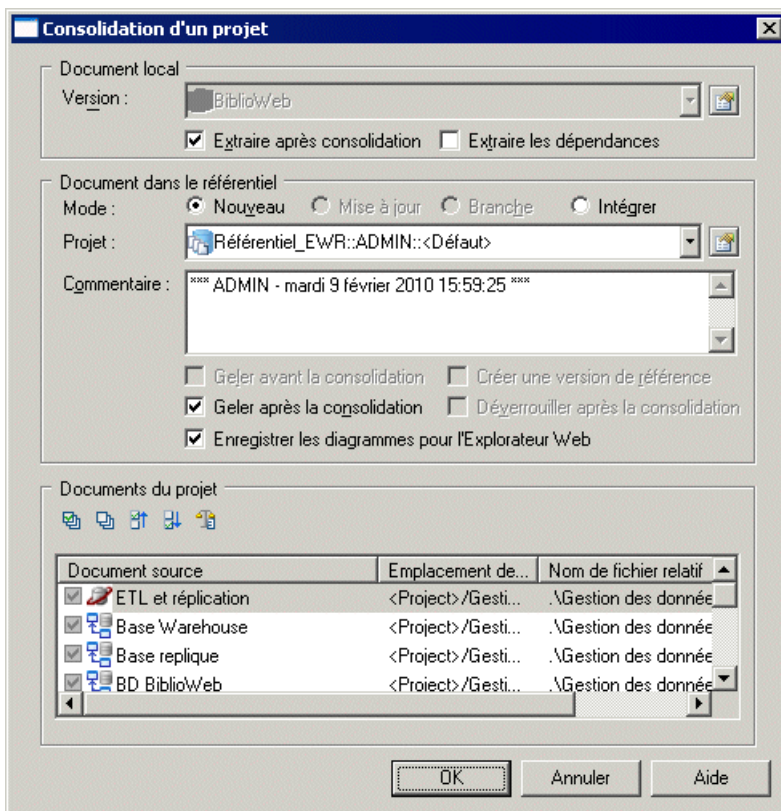 Consolidation d'un projet
Document local
Version :
BiblioWeb
Extraire après consolidation Extraire les dépendances
Document dans le référentiel
Mode : Nouveau Mise à jour Branche Intégrer
Projet : Référentiel_EWR::ADMIN::<Défaut>
Commentaire : *** ADMIN - mardi 9 février 2010 15:59:25 ***
Geler avant la consolidation Créer une version de référence
Geler après la consolidation Déverrouiller après la consolidation
Enregistrer les diagrammes pour l'Explorateur Web
Documents du projet
Document source Emplacement de... Nom de fichier relatif
ETL et réplication <Project>/Gesti... .\Gestion des donnée
Base Warehouse <Project>/Gesti... .\Gestion des donnée
Base replique <Project>/Gesti... .\Gestion des donnée
BD BiblioWeb <Project>/Gesti... .\Gestion des donnée
OK Annuler Aide